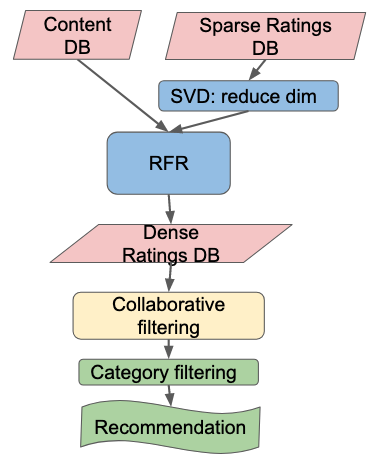 Content
DB
Sparse Ratings
DB
SVD: reduce dim
RFR
Dense
Ratings DB
Collaborative
filtering
Category filtering
Recommendation